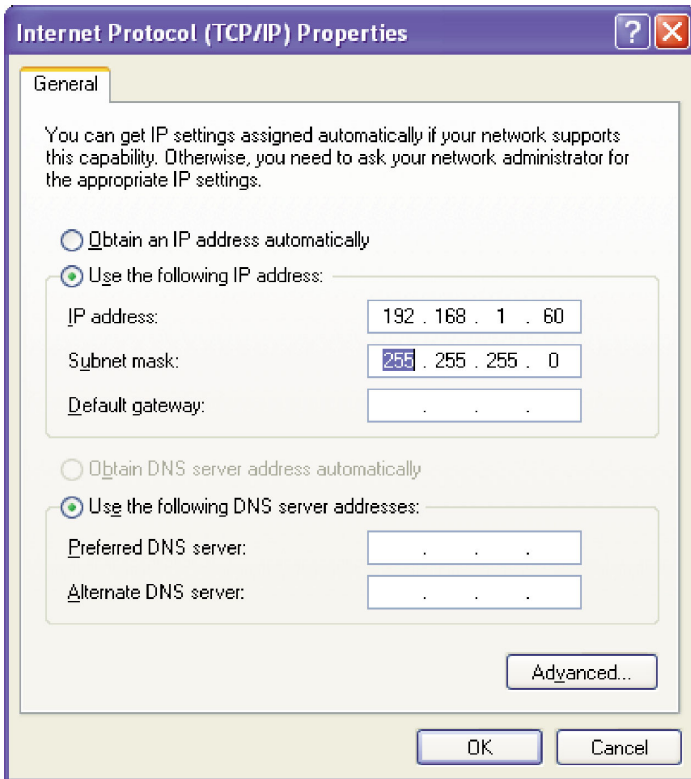 Internet Protocol (TCP/IP) Properties
General
You can get IP settings assigned automatically if your network supports
this capability. Otherwise, you need to ask your network administrator for
the appropriate IP settings.
Obtain an IP address automatically
Use the following IP address:
IP address: 192 . 168 . 1 . 60
Subnet mask: 255 . 255 . 255 . 0
Default gateway: . . .
Obtain DNS server address automatically
Use the following DNS server addresses:
Preferred DNS server: . . .
Alternate DNS server: . . .
Advanced...
OK Cancel